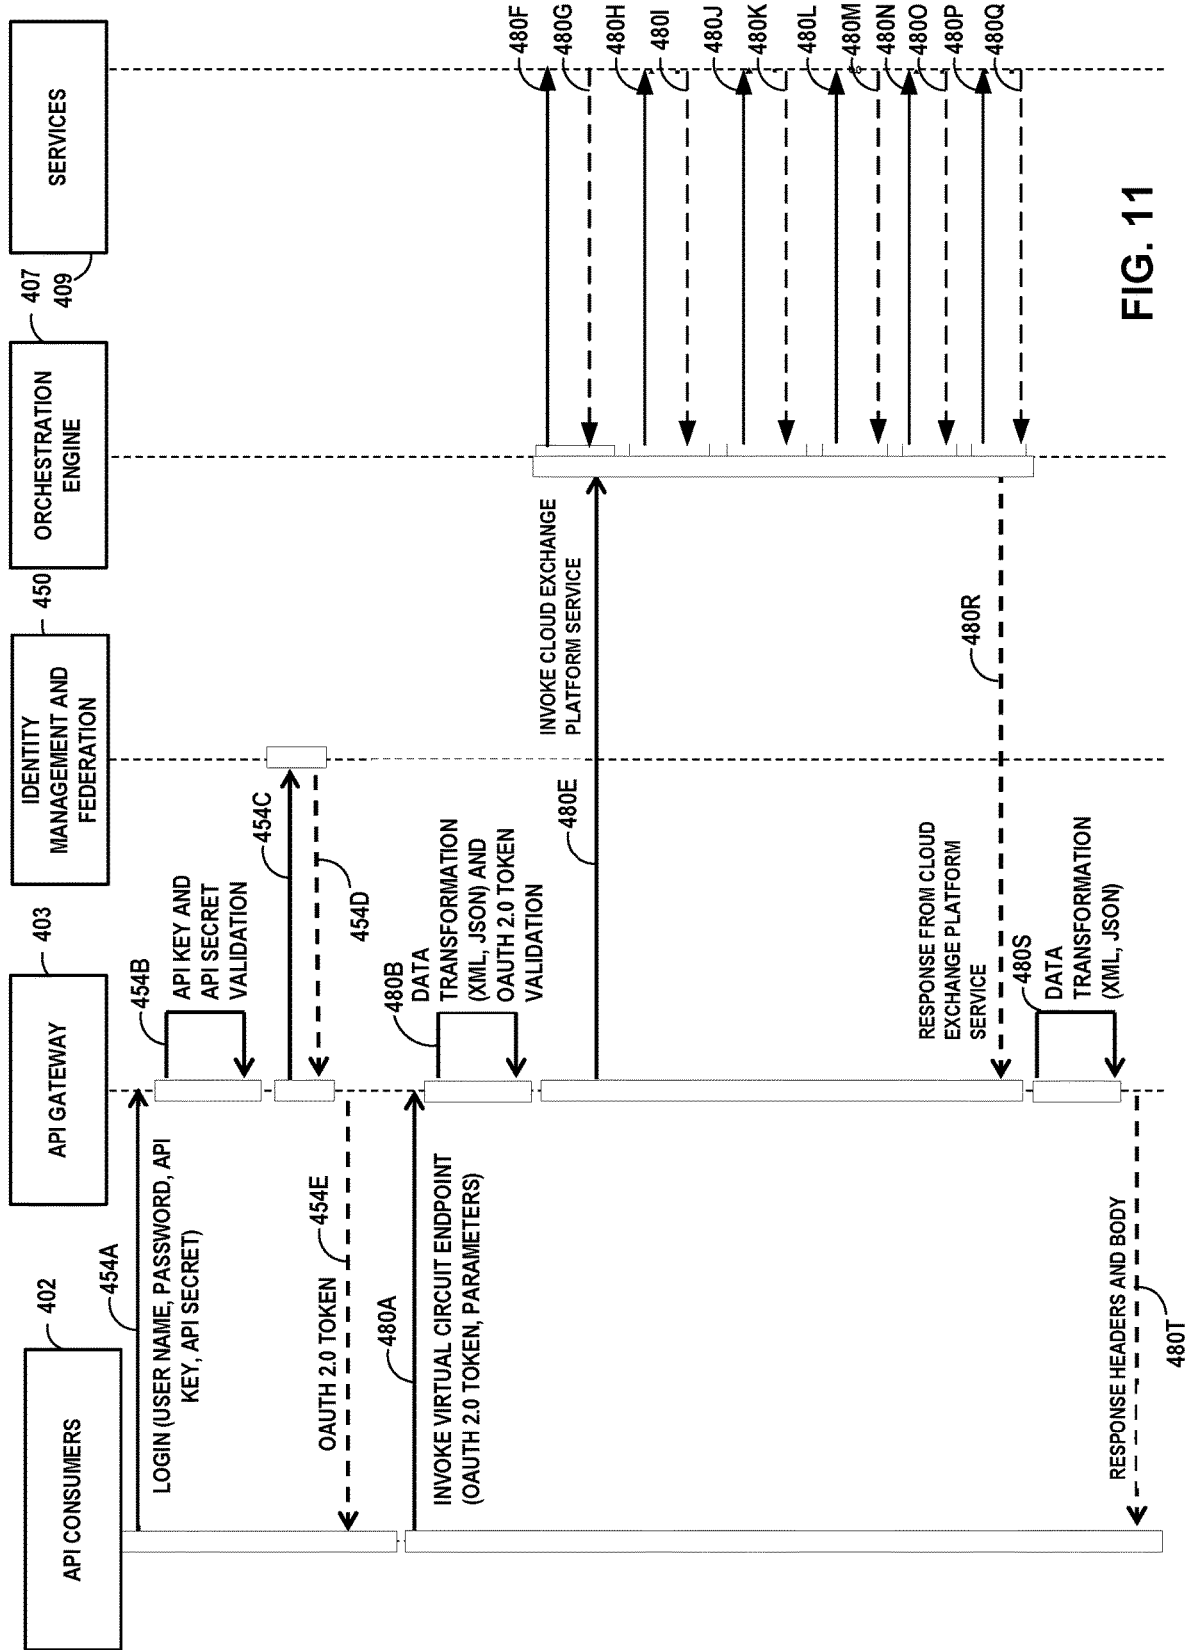 API CONSUMERS
402
API GATEWAY
403
IDENTITY
MANAGEMENT AND
FEDERATION
450
ORCHESTRATION
ENGINE
407
409
SERVICES
454A
LOGIN (USER NAME, PASSWORD, API
KEY, API SECRET)
454B
API KEY AND
API SECRET
VALIDATION
454C
454D
454E
OAUTH 2.0 TOKEN
480A
INVOKE VIRTUAL CIRCUIT ENDPOINT
(OAUTH 2.0 TOKEN, PARAMETERS)
480B
DATA
TRANSFORMATION
(XML, JSON) AND
OAUTH 2.0 TOKEN
VALIDATION
480E
INVOKE CLOUD EXCHANGE
PLATFORM SERVICE
480F
480G
480H
480I
480J
480K
480L
480M
480N
480O
480P
480Q
480R
RESPONSE FROM CLOUD
EXCHANGE PLATFORM
SERVICE
480S
DATA
TRANSFORMATION
(XML, JSON)
RESPONSE HEADERS AND BODY
480T
FIG. 11